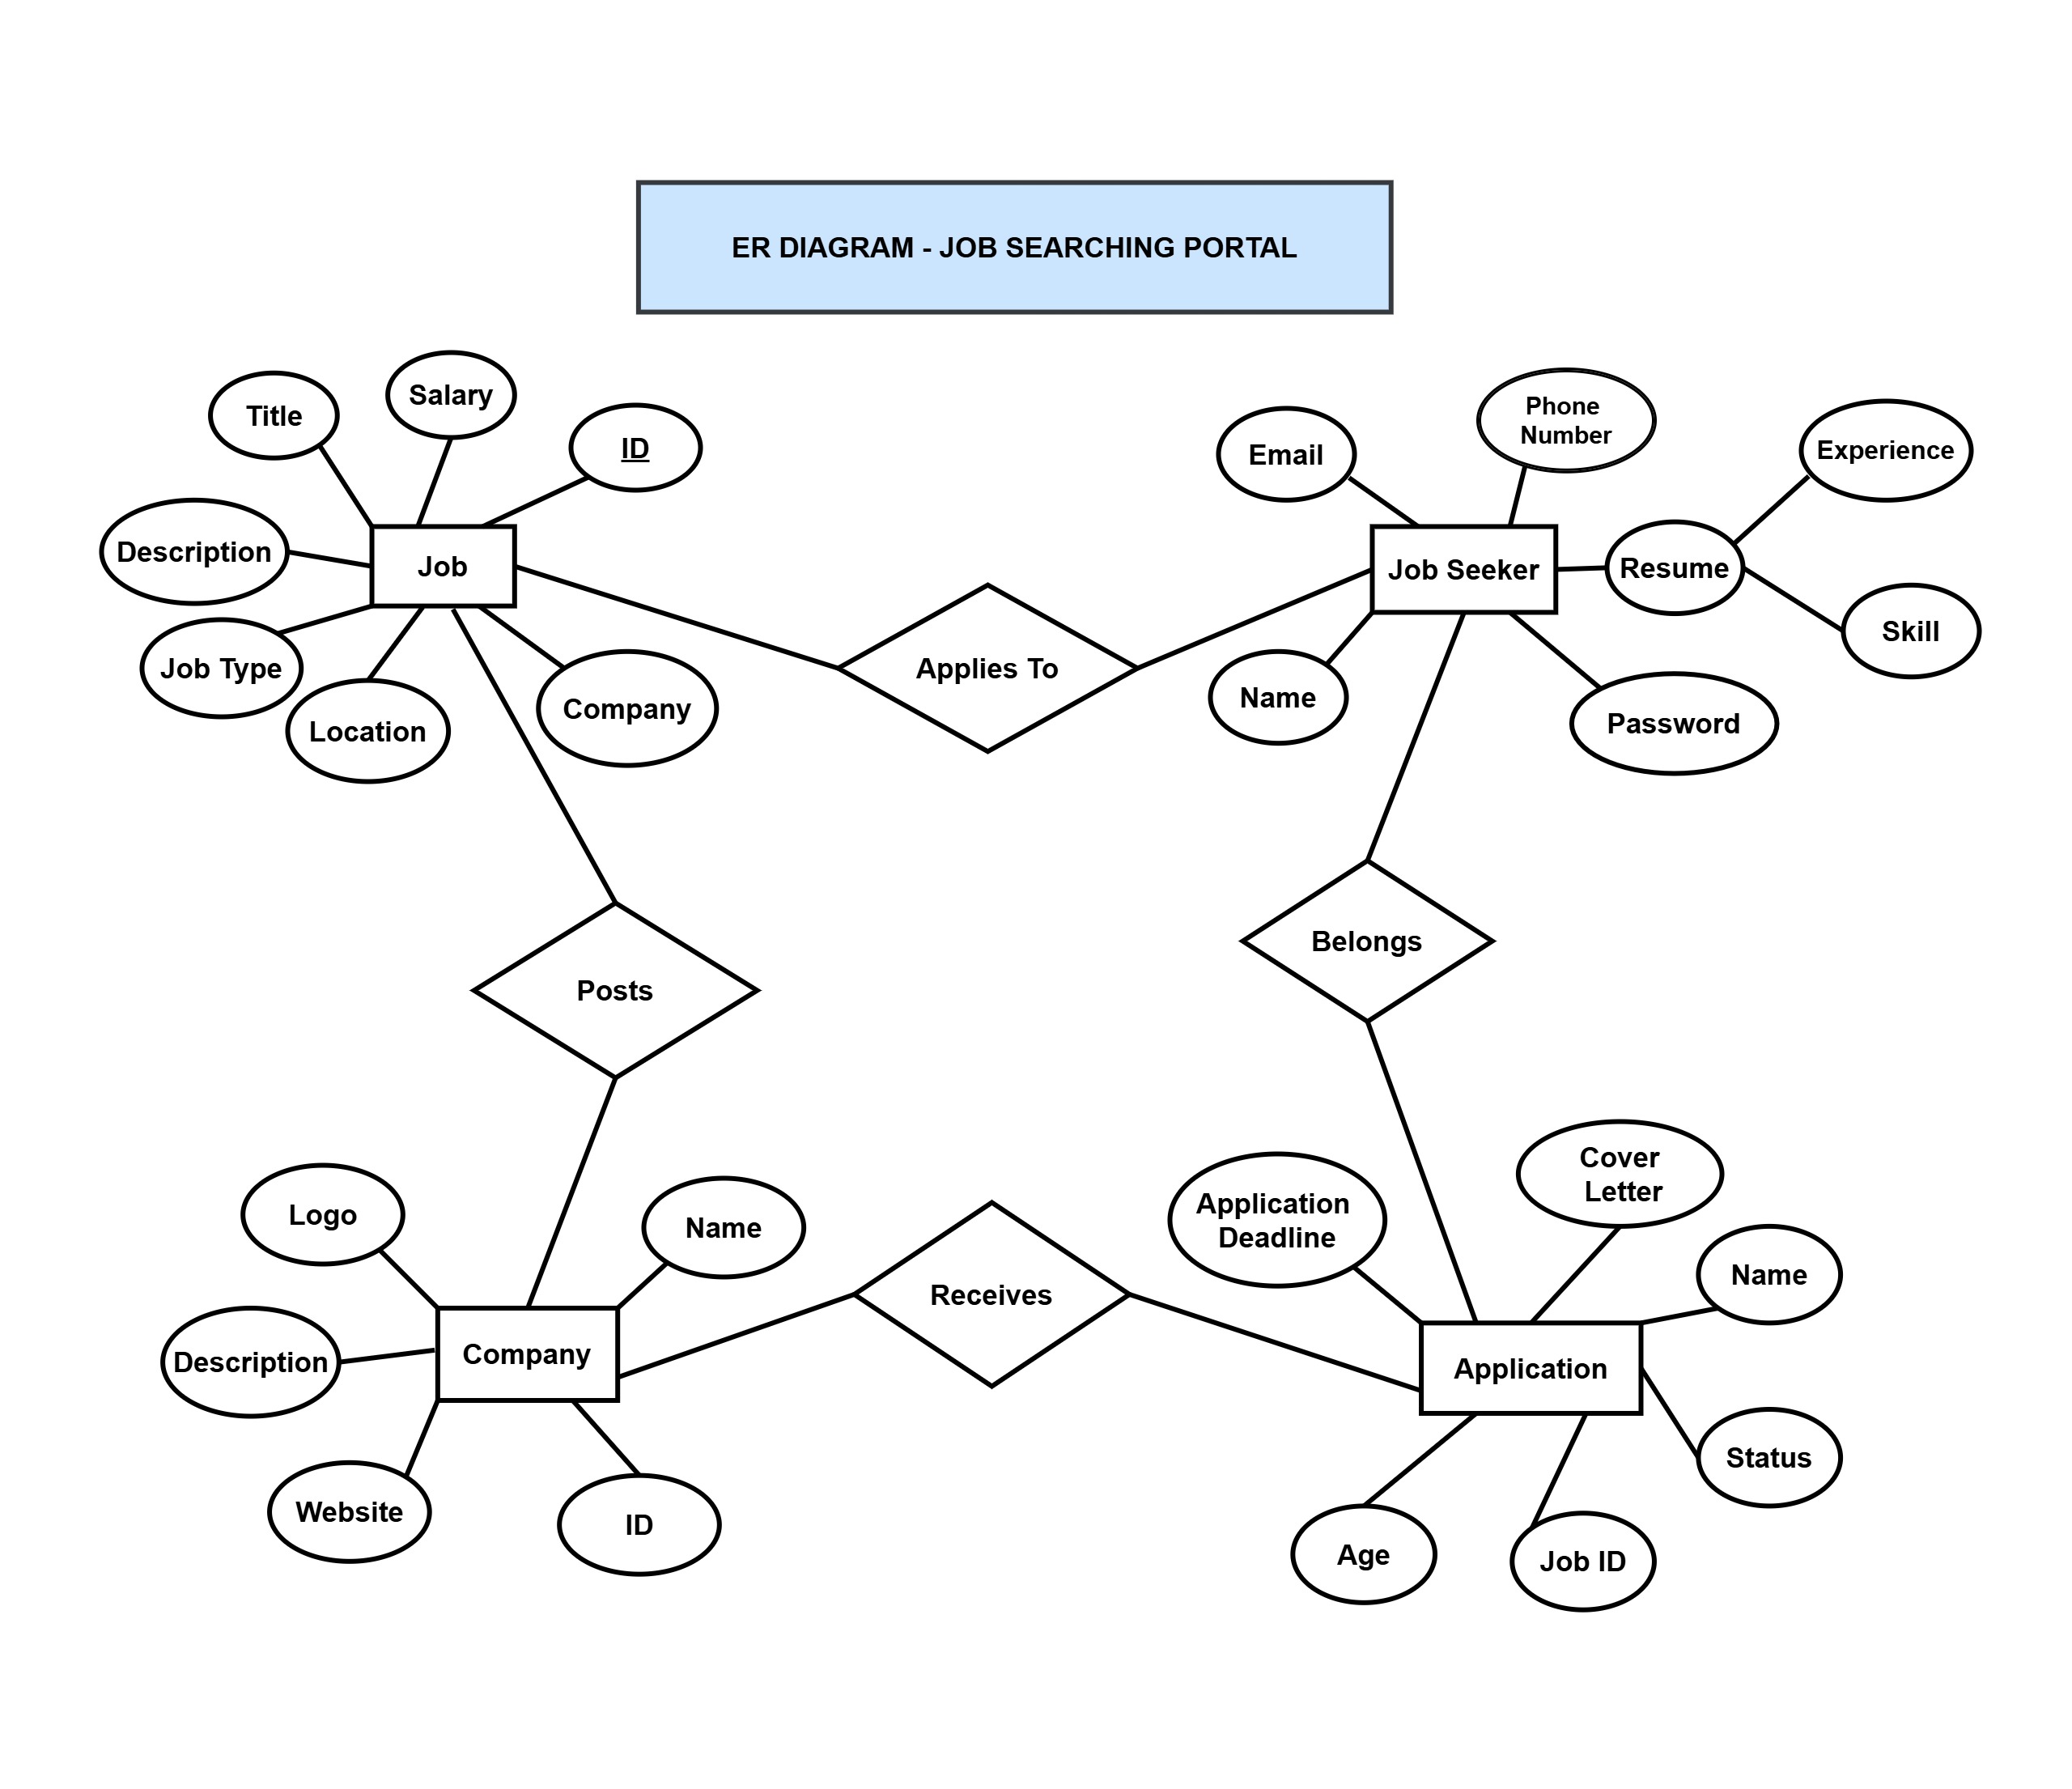 ER DIAGRAM - JOB SEARCHING PORTAL
Title
Salary
ID
Description
Job
Job Type
Location
Company
Applies To
Email
Phone
Number
Experience
Job Seeker
Resume
Skill
Name
Password
Posts
Belongs
Logo
Name
Description
Company
Website
ID
Receives
Application
Deadline
Cover
Letter
Name
Application
Status
Age
Job ID